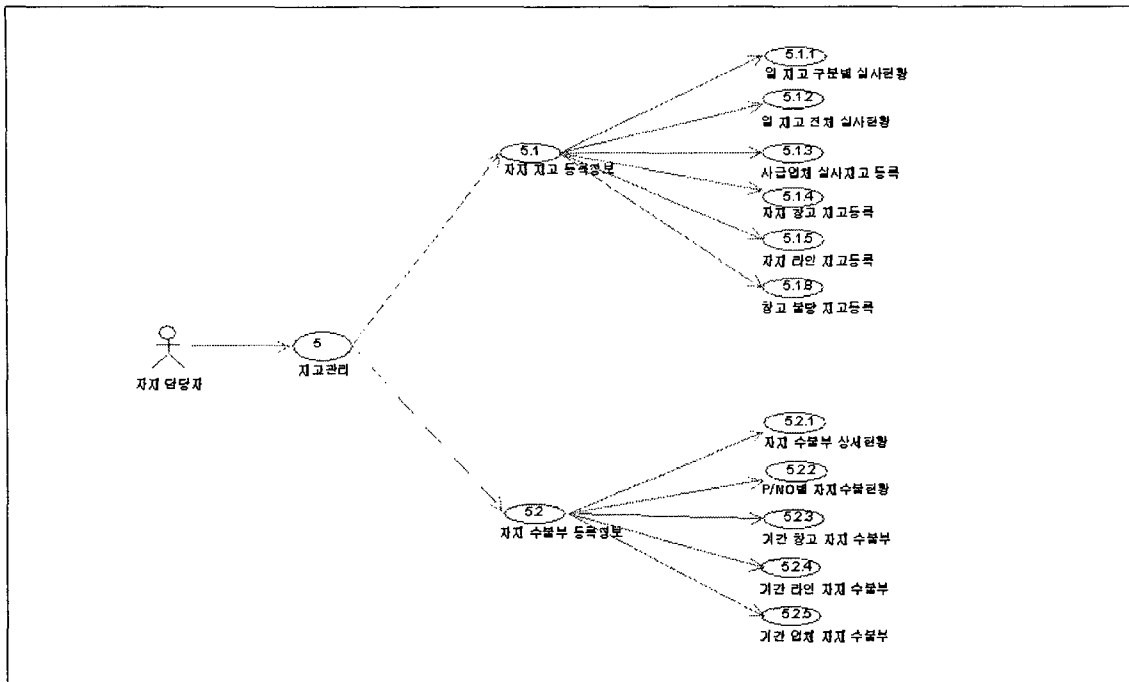 5.1.1
일 재고 구분별 실사현황
5.1.2
일 재고 전체 실사현황
5.1.3
사급업체 실사재고 등록
5.1.4
자재 창고 재고등록
5.1.5
자재 라인 재고등록
5.1.6
창고 불량 재고등록
5.1
자재 재고 등록정보
5
재고관리
자재 담당자
5.2
자재 수불부 등록정보
5.2.1
자재 수불부 상세현황
5.2.2
P/NO별 자재수불현황
5.2.3
기간 창고 자재 수불부
5.2.4
기간 라인 자재 수불부
5.2.5
기간 업체 자재 수불부